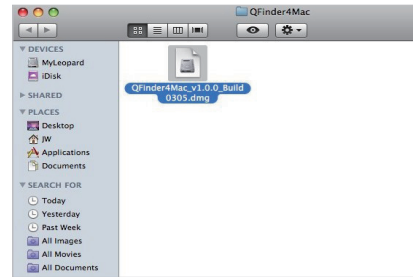 QFinder4Mac
DEVICES
MyLeopard
iDisk
SHARED
PLACES
Desktop
JW
Applications
Documents
SEARCH FOR
Today
Yesterday
Past Week
All Images
All Movies
All Documents
QFinder4Mac_v1.0.0_Build
0305.dmg